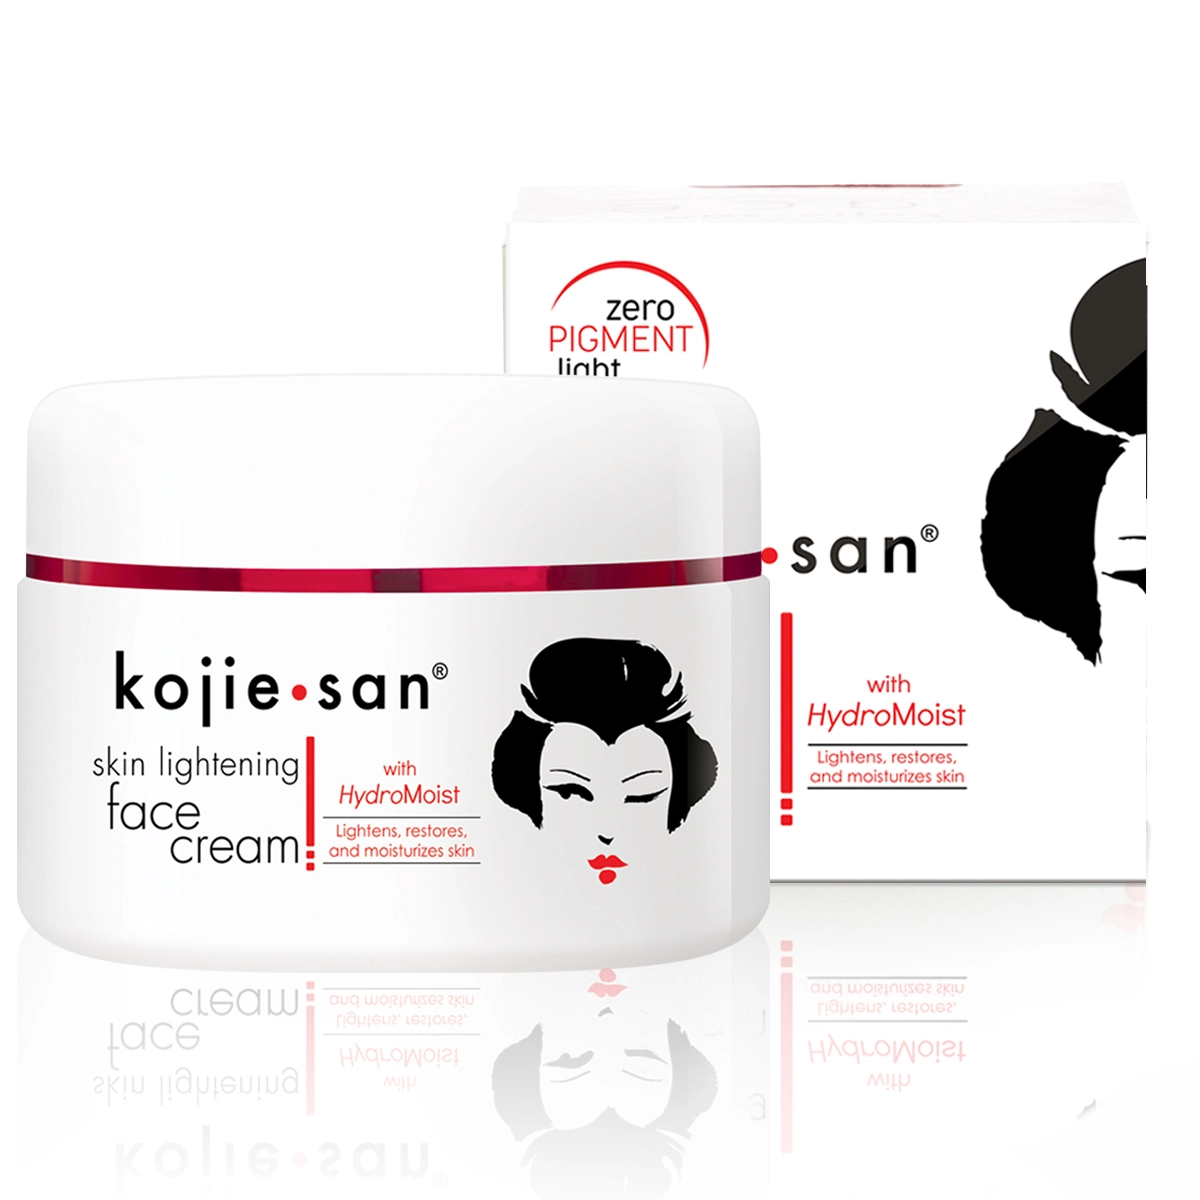 zero
PIGMENT
light
san®
with
HydroMoist
Lightens, restores,
and moisturizes skin
kojie•san®
skin lightening
face
cream
with
HydroMoist
Lightens, restores,
and moisturizes skin